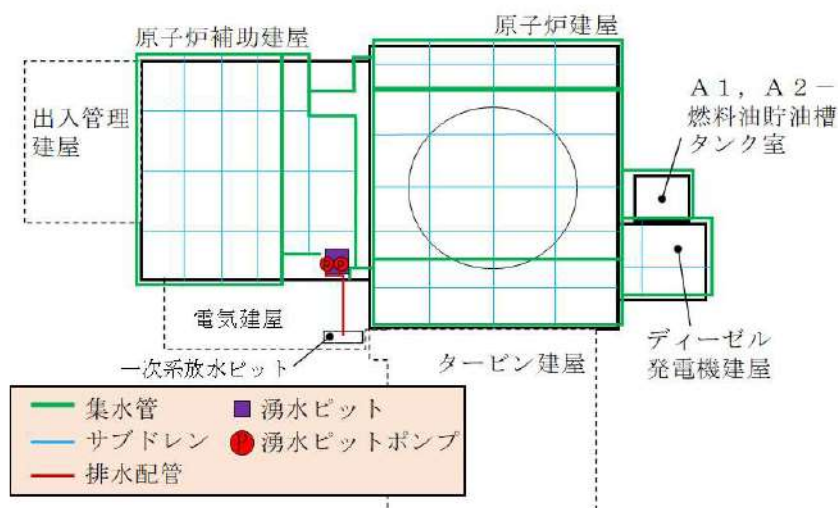 原子炉補助建屋
原子炉建屋
出入管理
建屋
A1,A2-
燃料油貯油槽
タンク室
P P
電気建屋
一次系放水ピット
タービン建屋
ディーゼル
発電機建屋
集水管
湧水ピット
サブドレン
P 湧水ピットポンプ
排水配管